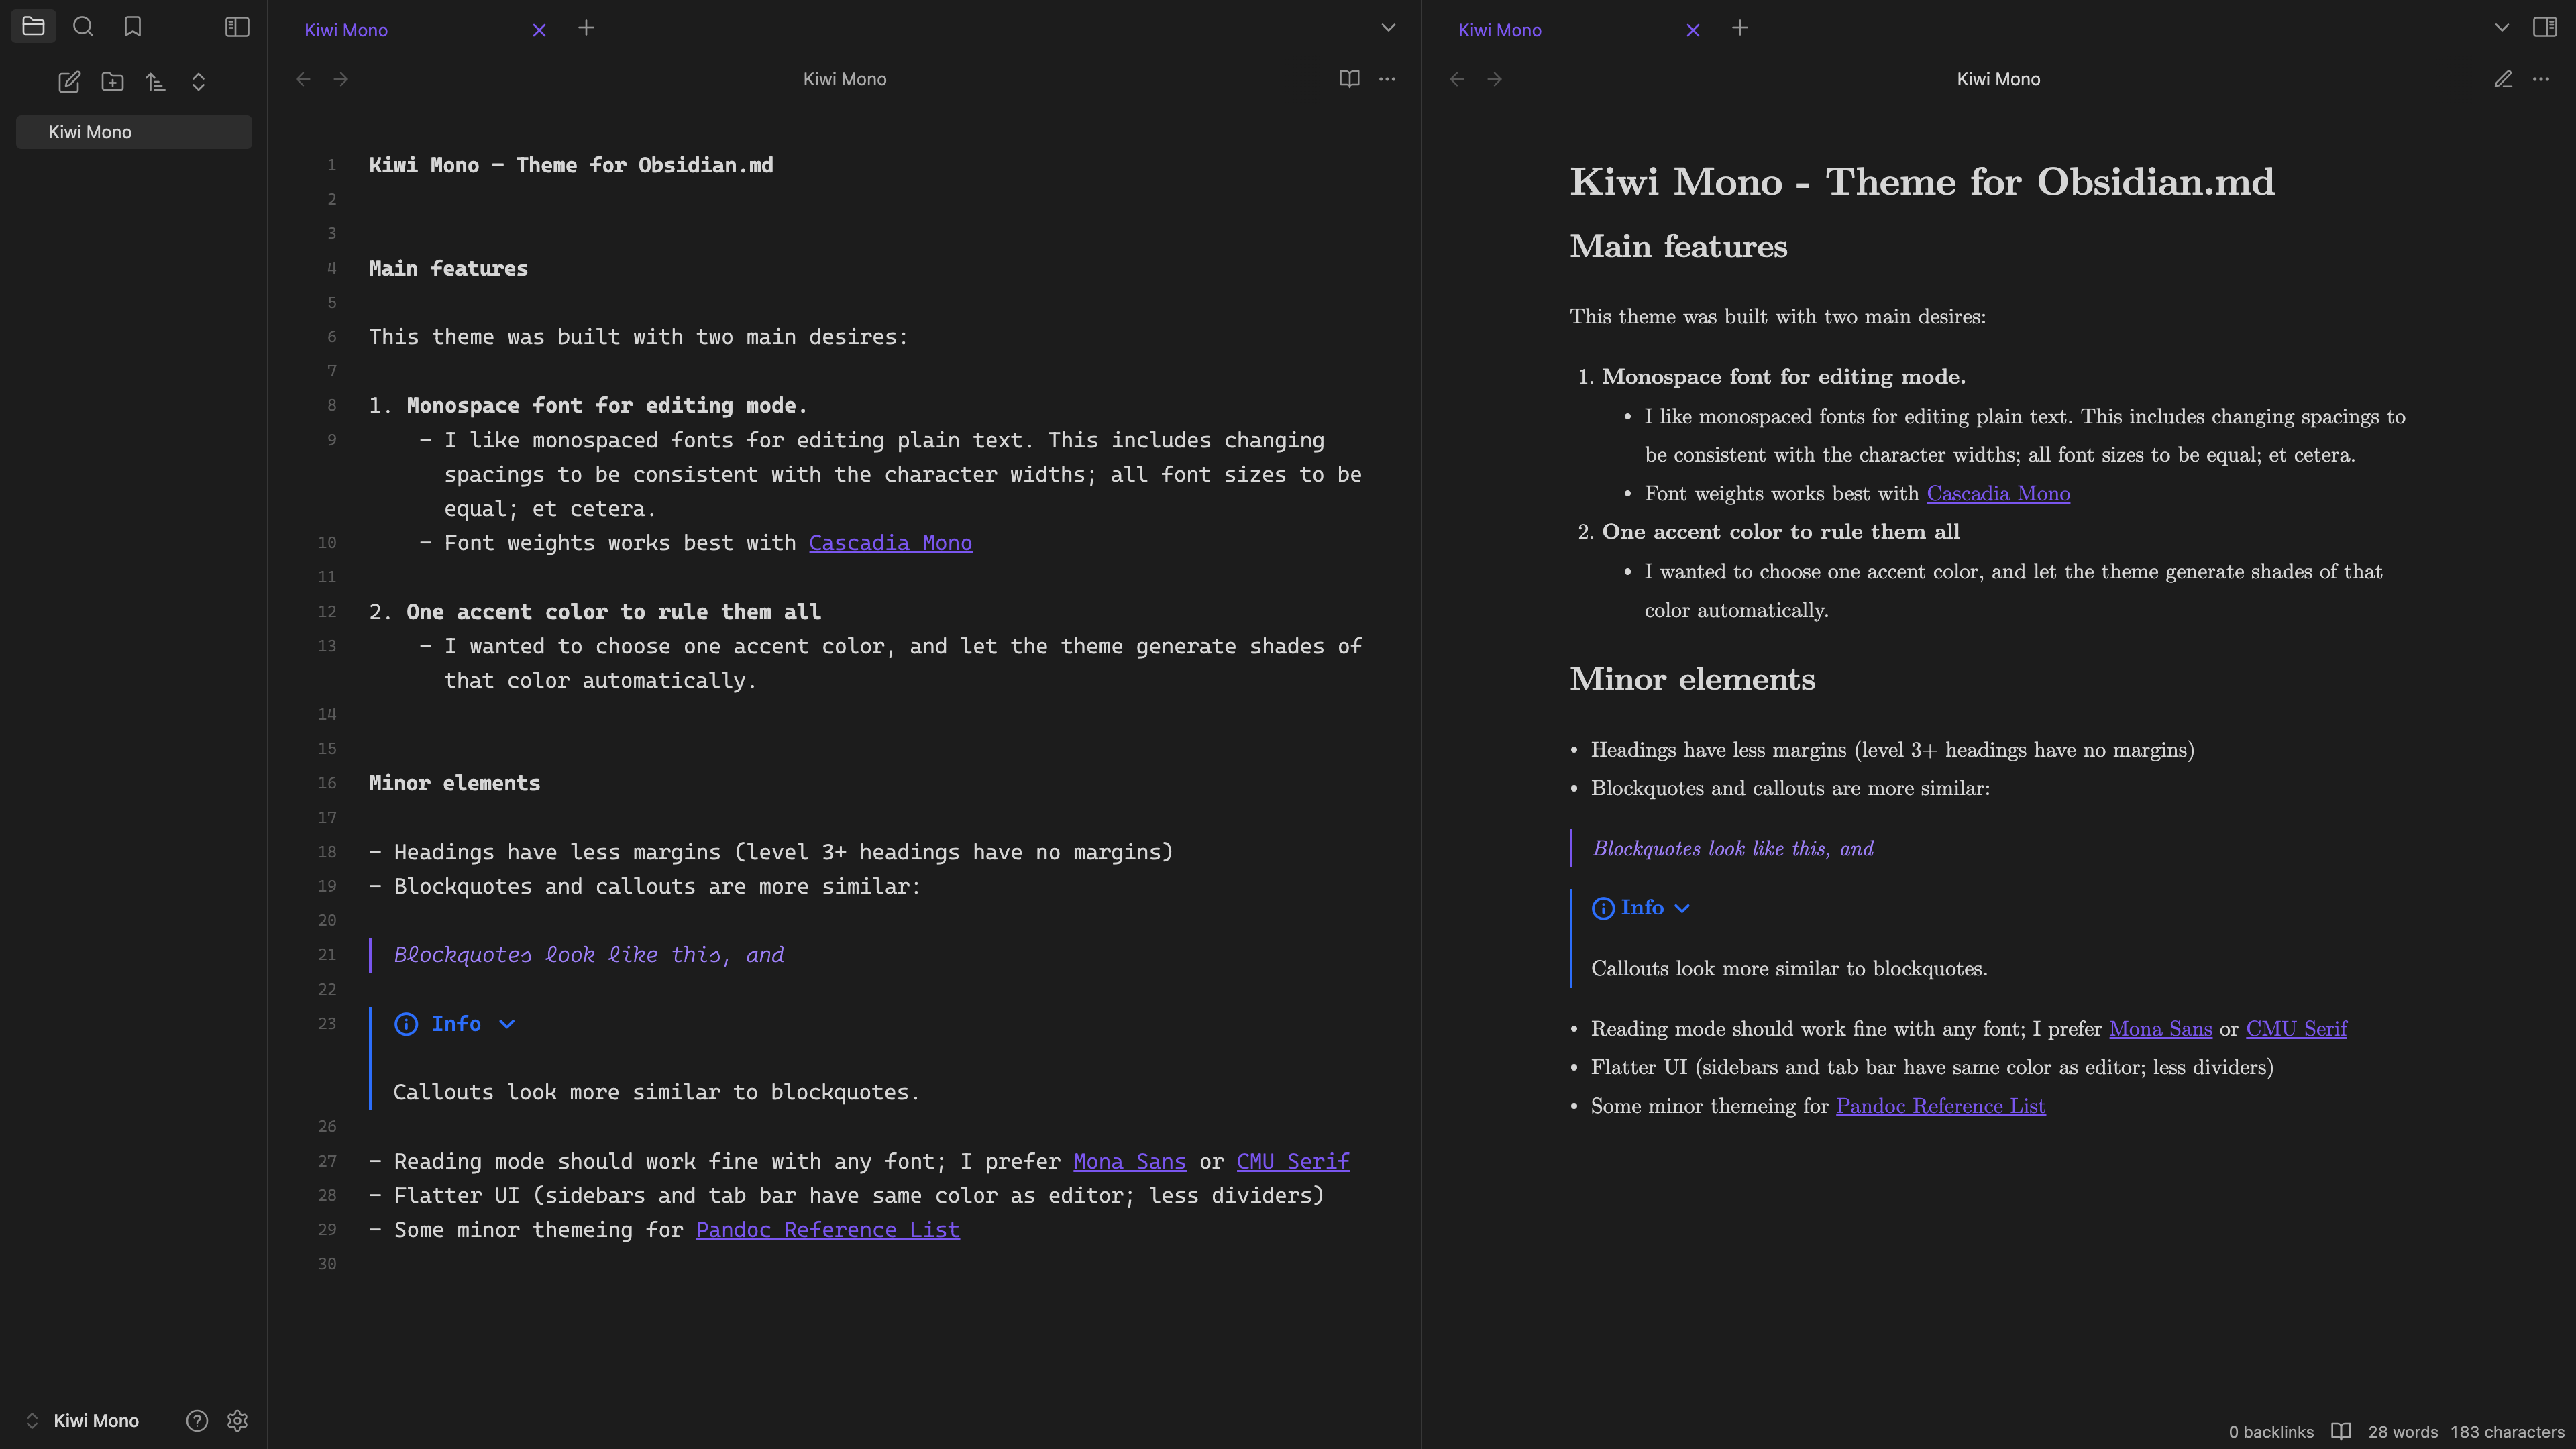 Kiwi Mono
Kiwi Mono
Kiwi Mono
1 Kiwi Mono - Theme for Obsidian.md
2
3
4 Main features
5
6 This theme was built with two main desires:
7
8 1. Monospace font for editing mode.
9 - I like monospaced fonts for editing plain text. This includes changing
spacings to be consistent with the character widths; all font sizes to be
equal; et cetera.
10 - Font weights works best with Cascadia Mono
11
12 2. One accent color to rule them all
13 - I wanted to choose one accent color, and let the theme generate shades of
that color automatically.
14
15
16 Minor elements
17
18 - Headings have less margins (level 3+ headings have no margins)
19 - Blockquotes and callouts are more similar:
20
21 Blockquotes look like this, and
22
23 Info
Callouts look more similar to blockquotes.
26
27 - Reading mode should work fine with any font; I prefer Mona Sans or CMU Serif
28 - Flatter UI (sidebars and tab bar have same color as editor; less dividers)
29 - Some minor themeing for Pandoc Reference List
30
Kiwi Mono
Kiwi Mono
Kiwi Mono - Theme for Obsidian.md
Main features
This theme was built with two main desires:
1. Monospace font for editing mode.
• I like monospaced fonts for editing plain text. This includes changing spacings to
be consistent with the character widths; all font sizes to be equal; et cetera.
• Font weights works best with Cascadia Mono
2. One accent color to rule them all
• I wanted to choose one accent color, and let the theme generate shades of that
color automatically.
Minor elements
• Headings have less margins (level 3+ headings have no margins)
• Blockquotes and callouts are more similar:
Blockquotes look like this, and
Info
Callouts look more similar to blockquotes.
• Reading mode should work fine with any font; I prefer Mona Sans or CMU Serif
• Flatter UI (sidebars and tab bar have same color as editor; less dividers)
• Some minor themeing for Pandoc Reference List
Kiwi Mono
0 backlinks 28 words 183 characters